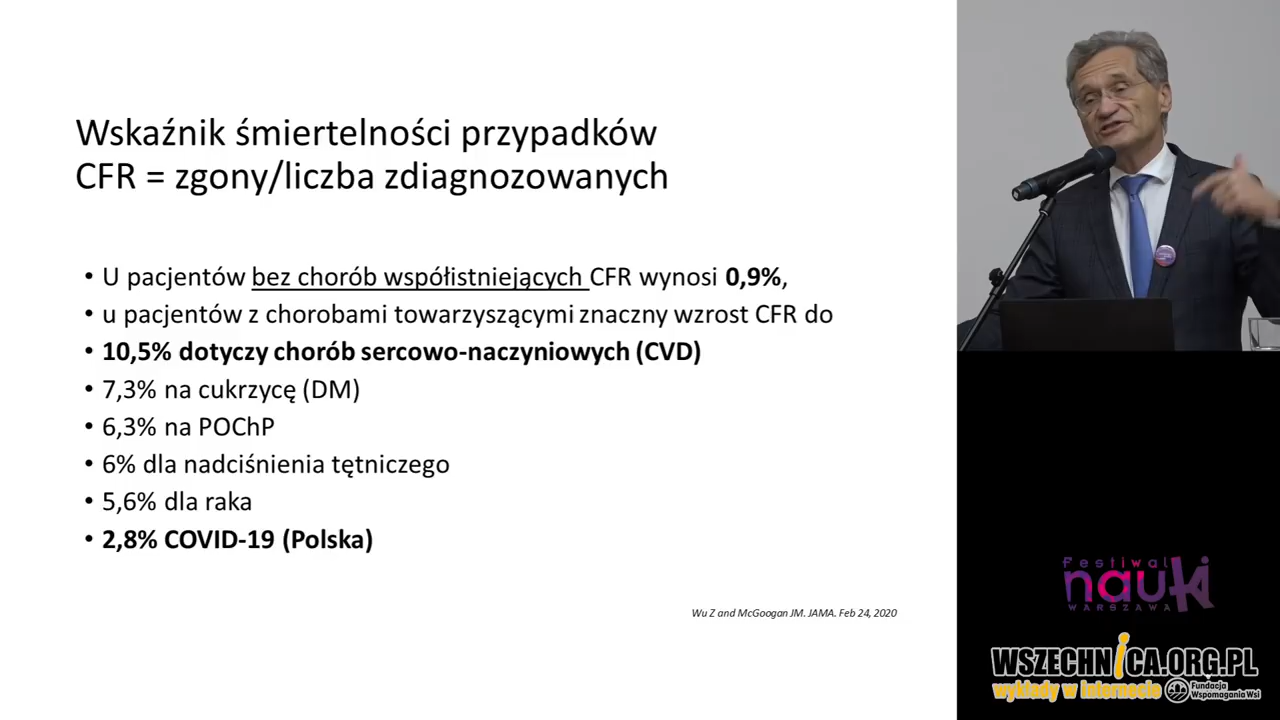 Wskaźnik śmiertelności przypadków
CFR = zgony/liczba zdiagnozowanych
• U pacjentów bez chorób współistniejących CFR wynosi 0,9%,
• u pacjentów z chorobami towarzyszącymi znaczny wzrost CFR do
• 10,5% dotyczy chorób sercowo-naczyniowych (CVD)
• 7,3% na cukrzycę (DM)
• 6,3% na POChP
• 6% dla nadciśnienia tętniczego
• 5,6% dla raka
• 2,8% COVID-19 (Polska)
Wu Z and McGoogan JM. JAMA. Feb 24, 2020
Festiwal
nauki
WARSZAWA
WSZECHNICA.ORG.PL
wykłady w internecie
Fundacja
Wspomagania Wsi